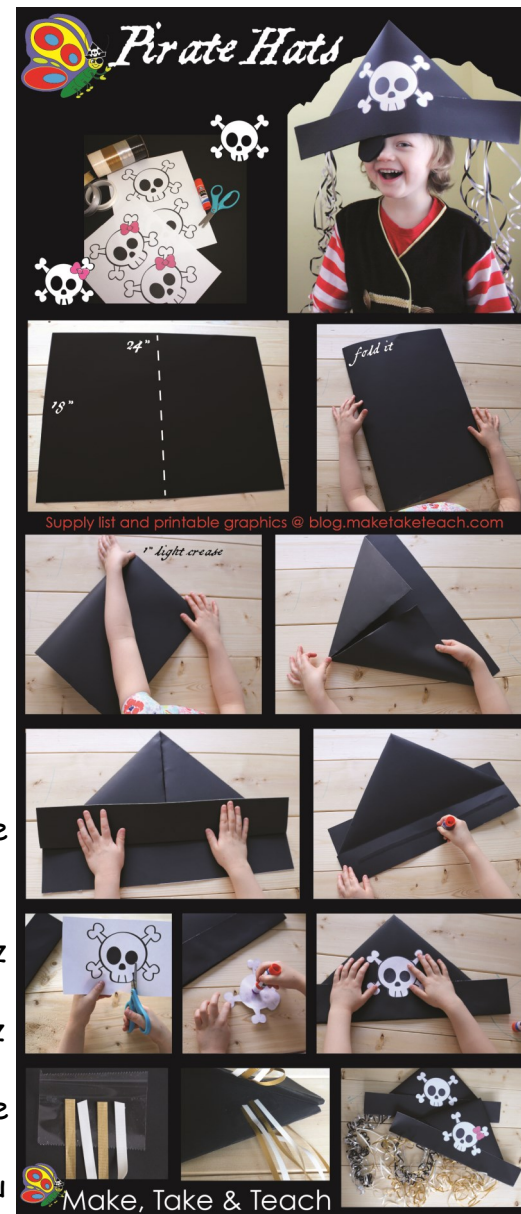 Pirate Hats
24"
18"
fold it
Supply list and printable graphics @ blog.maketaketeach.com
1" light crease
e
z
z
e
u
Make, Take & Teach